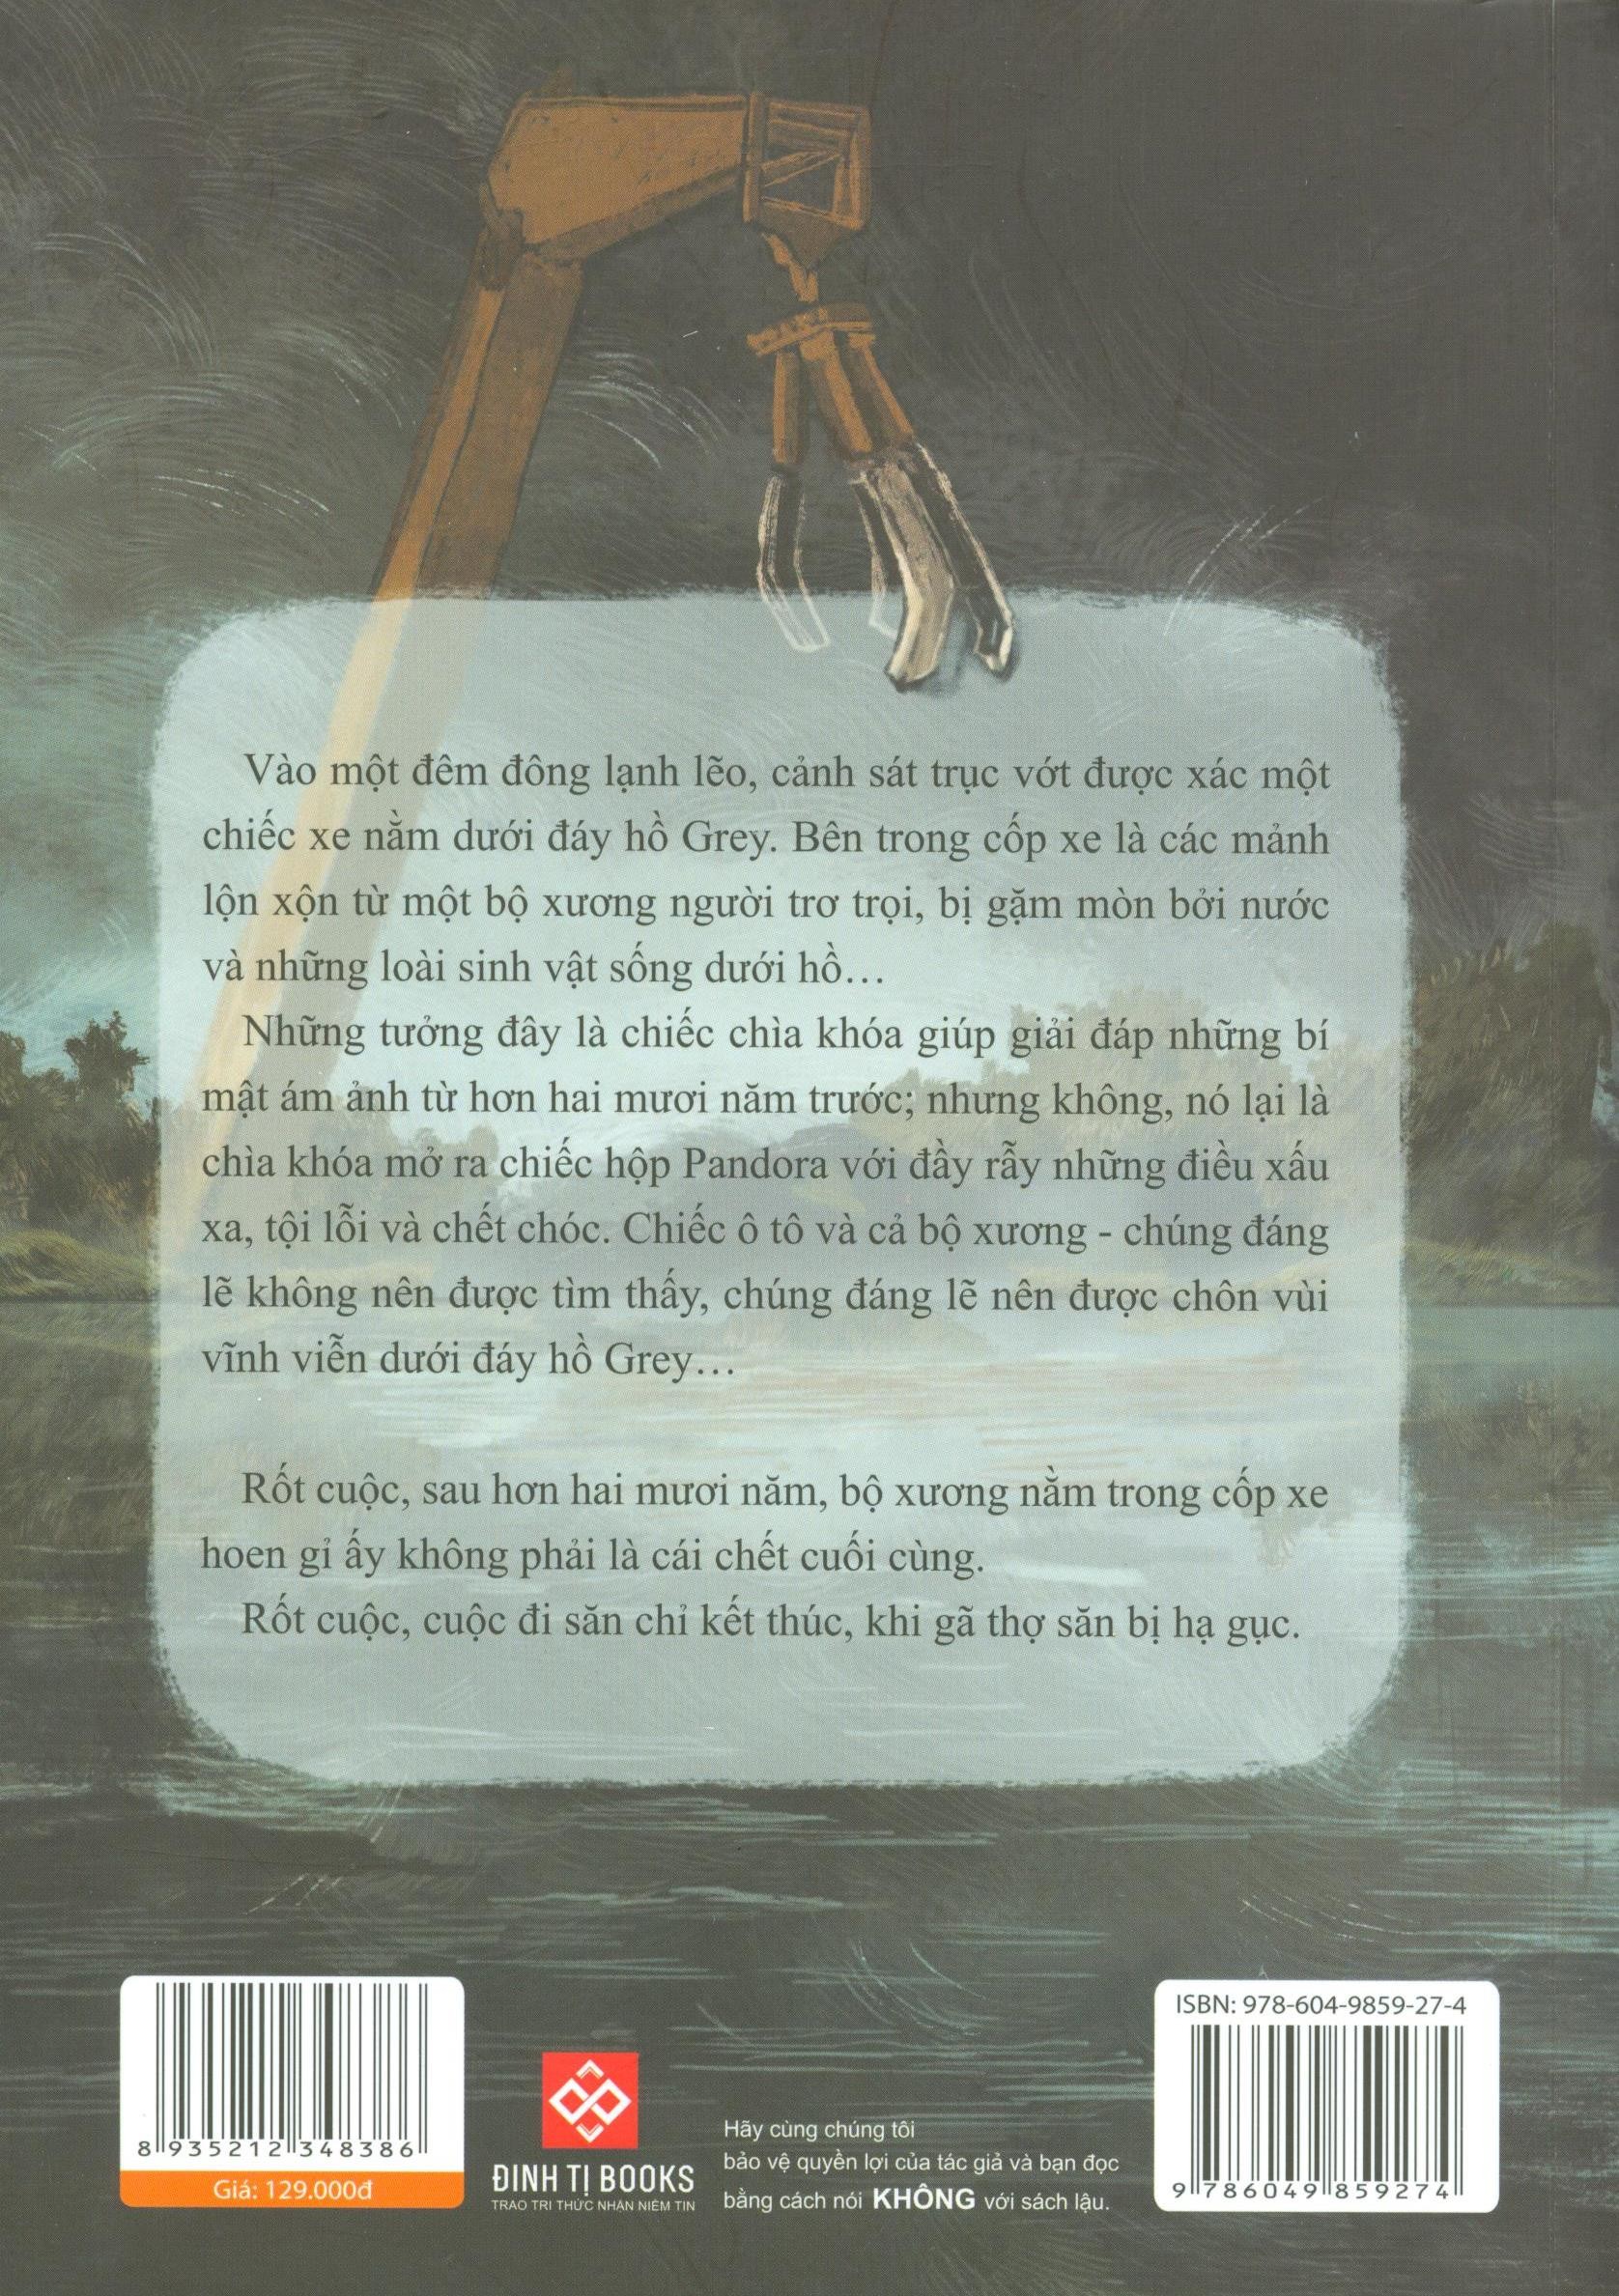 Vào một đêm đông lạnh lẽo, cảnh sát trục vớt được xác một
chiếc xe nằm dưới đáy hồ Grey. Bên trong cốp xe là các mảnh
lộn xộn từ một bộ xương người trơ trọi, bị gặm mòn bởi nước
và những loài sinh vật sống dưới hồ...
Những tưởng đây là chiếc chìa khóa giúp giải đáp những bí
mật ám ảnh từ hơn hai mươi năm trước; nhưng không, nó lại là
chìa khóa mở ra chiếc hộp Pandora với đầy rẫy những điều xấu
xa, tội lỗi và chết chóc. Chiếc ô tô và cả bộ xương - chúng đáng
lẽ không nên được tìm thấy, chúng đáng lẽ nên được chôn vùi
vĩnh viễn dưới đáy hồ Grey...
Rốt cuộc, sau hơn hai mươi năm, bộ xương nằm trong cốp xe
hoen gỉ ấy không phải là cái chết cuối cùng.
Rốt cuộc, cuộc đi săn chỉ kết thúc, khi gã thợ săn bị hạ gục.
8 935212 348386
Giá: 129.000đ
ĐINH TỊ BOOKS
TRAO TRI THỨC NHẬN NIỀM TIN
Hãy cùng chúng tôi
bảo vệ quyền lợi của tác giả và bạn đọc
bằng cách nói KHÔNG với sách lậu.
ISBN: 978-604-9859-27-4
9 786049 859274